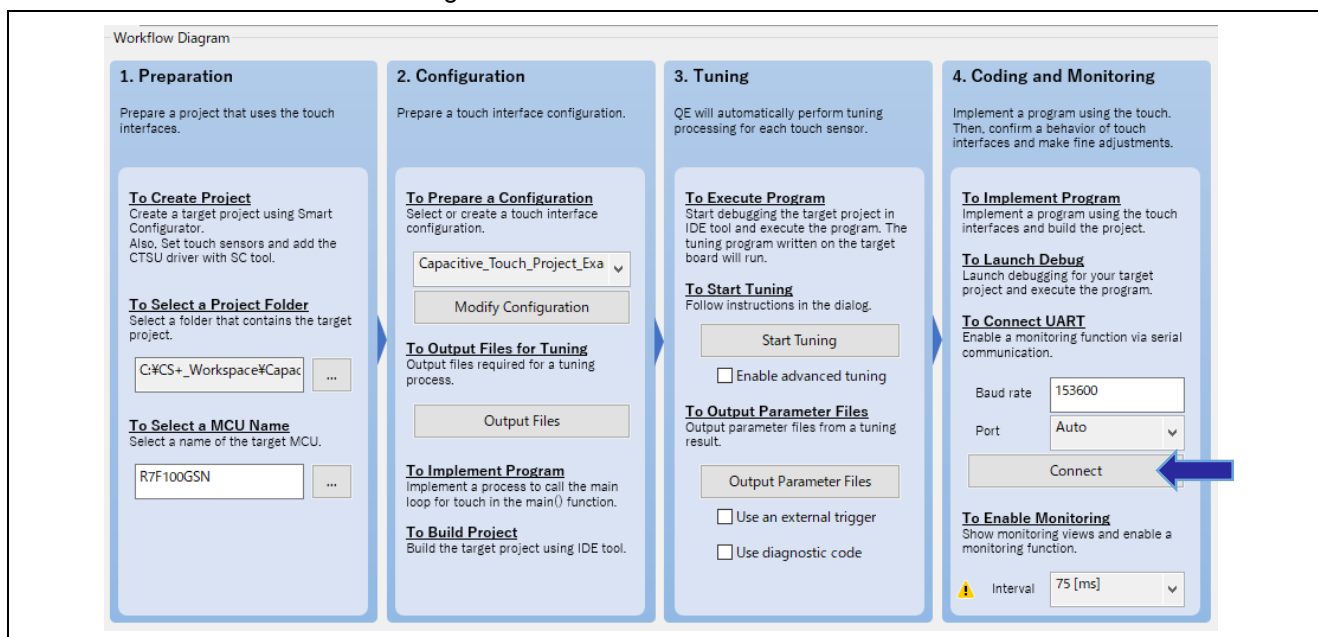 Workflow Diagram
1. Preparation
Prepare a project that uses the touch
interfaces.
To Create Project
Create a target project using Smart
Configurator.
Also, Set touch sensors and add the
CTSU driver with SC tool.
To Select a Project Folder
Select a folder that contains the target
project.
C:¥CS+_Workspace¥Capac
...
To Select a MCU Name
Select a name of the target MCU.
R7F100GSN
...
2. Configuration
Prepare a touch interface configuration.
To Prepare a Configuration
Select or create a touch interface
configuration.
Capacitive_Touch_Project_Exa
Modify Configuration
To Output Files for Tuning
Output files required for a tuning
process.
Output Files
To Implement Program
Implement a process to call the main
loop for touch in the main() function.
To Build Project
Build the target project using IDE tool.
3. Tuning
QE will automatically perform tuning
processing for each touch sensor.
To Execute Program
Start debugging the target project in
IDE tool and execute the program. The
tuning program written on the target
board will run.
To Start Tuning
Follow instructions in the dialog.
Start Tuning
Enable advanced tuning
To Output Parameter Files
Output parameter files from a tuning
result.
Output Parameter Files
Use an external trigger
Use diagnostic code
4. Coding and Monitoring
Implement a program using the touch.
Then, confirm a behavior of touch
interfaces and make fine adjustments.
To Implement Program
Implement a program using the touch
interfaces and build the project.
To Launch Debug
Launch debugging for your target
project and execute the program.
To Connect UART
Enable a monitoring function via serial
communication.
Baud rate 153600
Port Auto
Connect
To Enable Monitoring
Show monitoring views and enable a
monitoring function.
Interval 75 [ms]